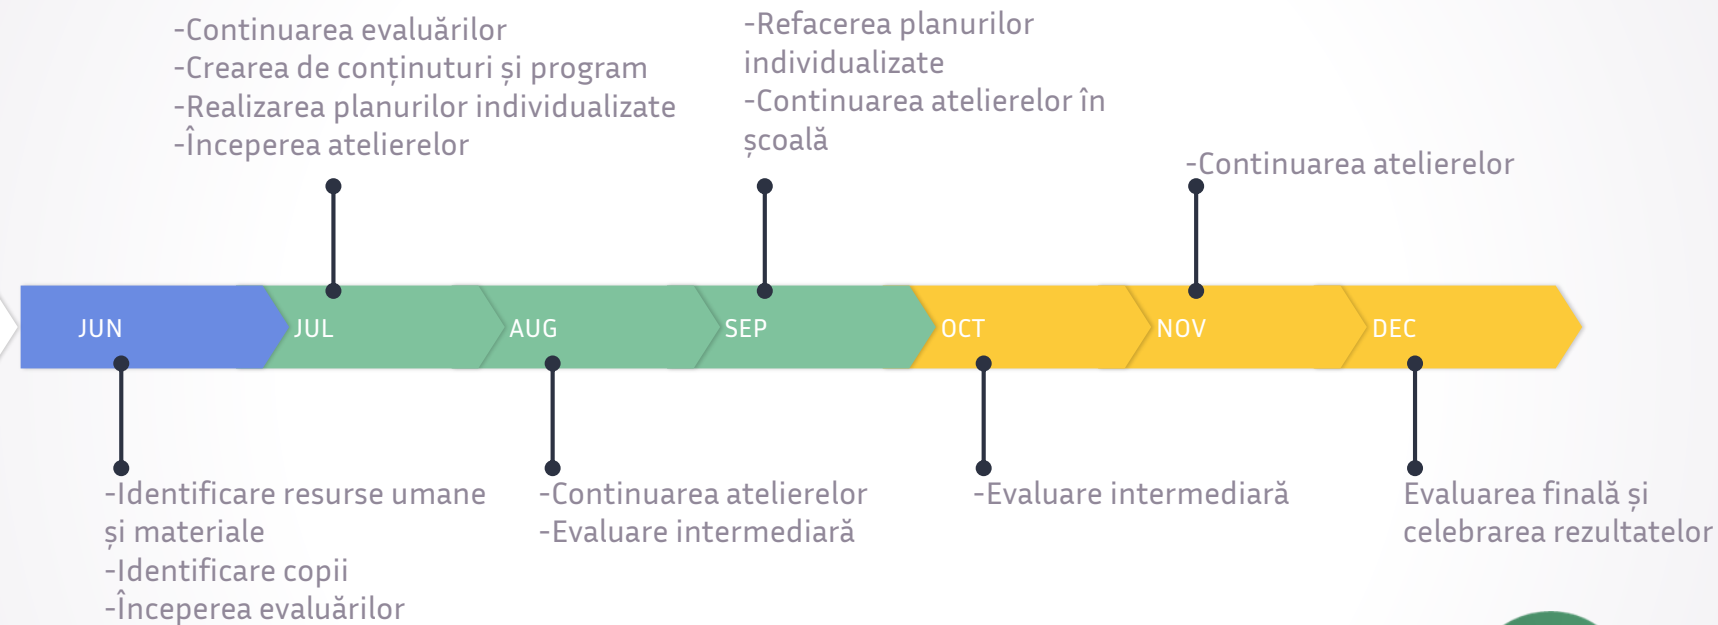 -Continuarea evaluărilor
-Crearea de conținuturi și program
-Realizarea planurilor individualizate
-Începerea atelierelor
-Refacerea planurilor
individualizate
-Continuarea atelierelor în
școală
-Continuarea atelierelor
JUN
JUL
AUG
SEP
OCT
NOV
DEC
-Identificare resurse umane
și materiale
-Identificare copii
-Începerea evaluărilor
-Continuarea atelierelor
-Evaluare intermediară
-Evaluare intermediară
Evaluarea finală și
celebrarea rezultatelor